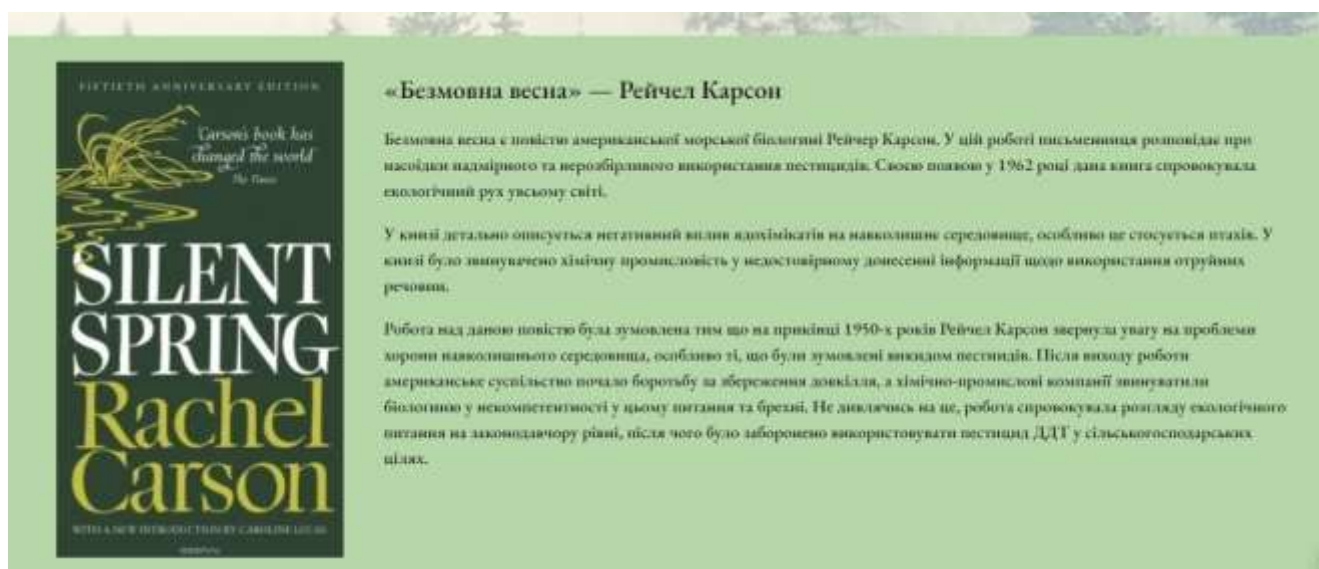 FIFTIETH ANNIVERSARY EDITION
'Carson's book has
changed the world'
The Times
SILENT
SPRING
Rachel
Carson
WITH A NEW INTRODUCTION BY CAROLINE LUCAS
«Безмовна весна» — Рейчел Карсон
Безмовна весна є повістю американської морської біологині Рейчер Карсон. У цій роботі письменниця розповідає про
насоідки надмірного та нерозбірливого використання пестицидів. Своєю появою у 1962 році дана книга спровокувала
екологічний рух увсьому світі.
У книзі детально описується негативний вплив ядохімікатів на навколишнє середовище, особливо це стосується птахів. У
книзі було звинувачено хімічну промисловість у недостовірному донесенні інформації щодо використання отруйних
речовин.
Робота над даною повістю була зумовлена тим що на прикінці 1950-х років Рейчел Карсон звернула увагу на проблеми
хорони навколишнього середовища, особливо ті, що були зумовлені викидом пестицидів. Після виходу роботи
американське суспільство почало боротьбу за збереження довкілля, а хімічно-промислові компанії звинуватили
біологиню у некомпетентності у цьому питання та брехні. Не дивлячись на це, робота спровокувала розгляду екологічного
питання на законодавчору рівні, після чого було заборонено використовувати пестицид ДДТ у сільськогосподарських
цілях.